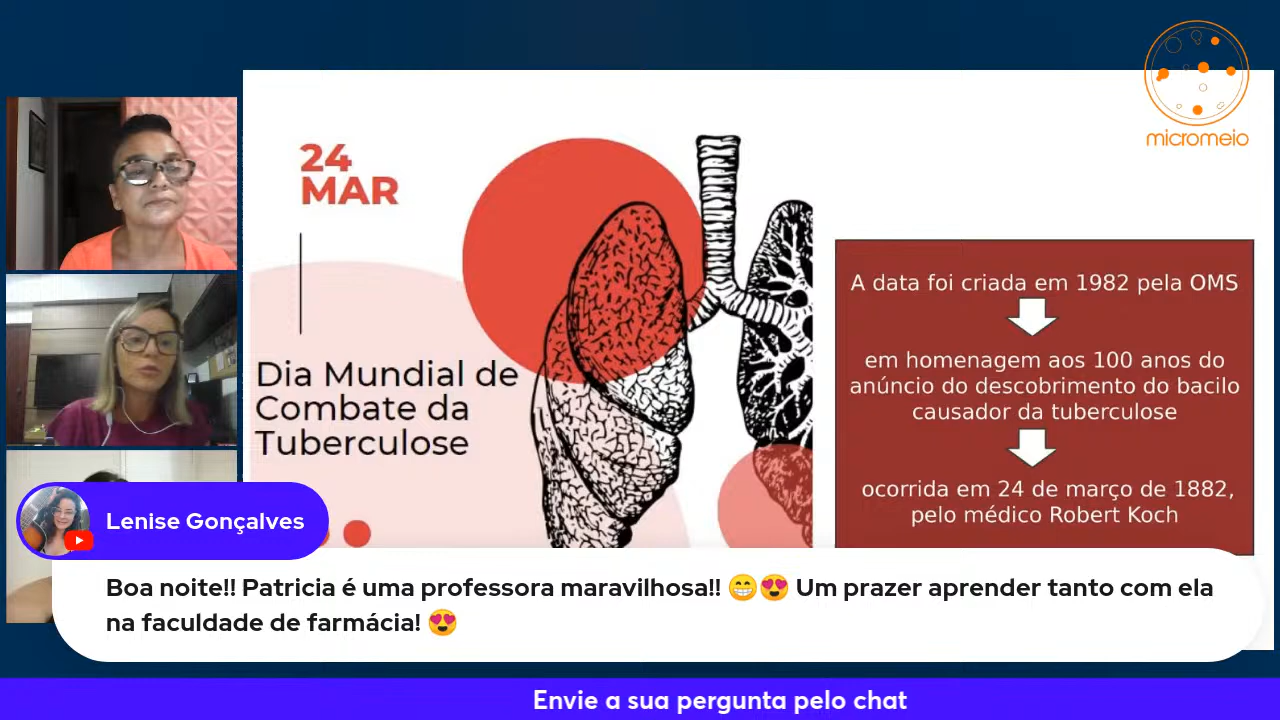 micromeio
24
MAR
Dia Mundial de
Combate da
Tuberculose
A data foi criada em 1982 pela OMS
em homenagem aos 100 anos do
anúncio do descobrimento do bacilo
causador da tuberculose
ocorrida em 24 de março de 1882,
pelo médico Robert Koch
Lenise Gonçalves
Boa noite!! Patricia é uma professora maravilhosa!! 😁😍 Um prazer aprender tanto com ela
na faculdade de farmácia! 😍
Envie a sua pergunta pelo chat